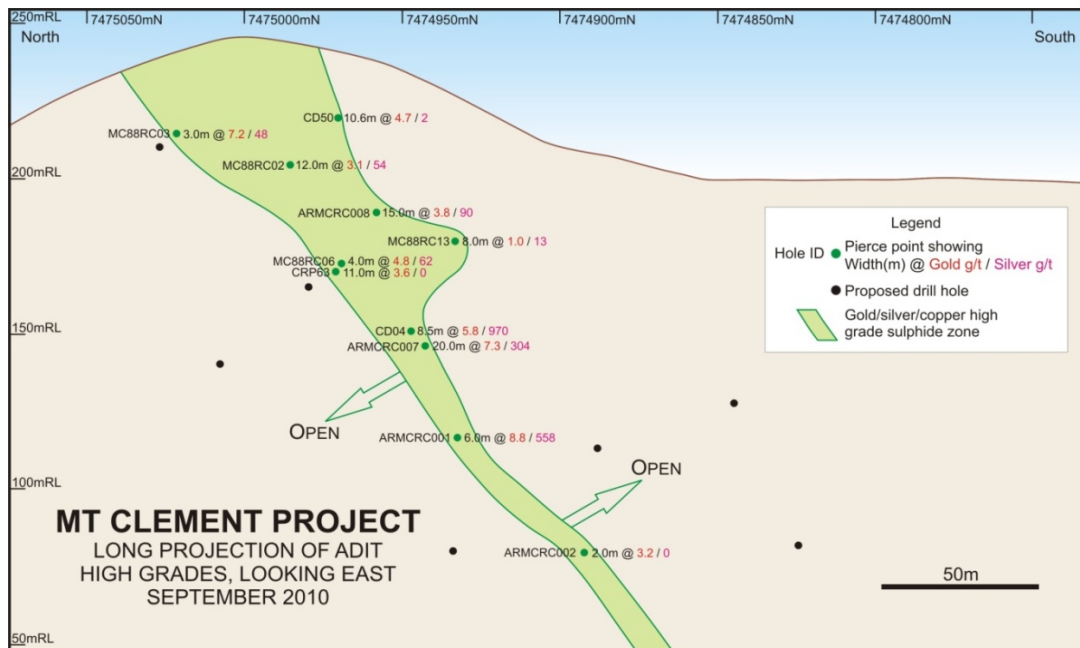 250mRL
7475050mN
7475000mN
7474950mN
7474900mN
7474850mN
7474800mN
North
South
CD50 10.6m @ 4.7 / 2
MC88RC03 3.0m @ 7.2 / 48
MC88RC02 12.0m @ 3.1 / 54
200mRL
ARMCRC008 15.0m @ 3.8 / 90
MC88RC13 8.0m @ 1.0 / 13
MC88RC06 4.0m @ 4.8 / 62
CRP63 11.0m @ 3.6 / 0
Legend
Hole ID Pierce point showing
Width(m) @ Gold g/t / Silver g/t
Proposed drill hole
Gold/silver/copper high
grade sulphide zone
150mRL
CD04 8.5m @ 5.8 / 970
ARMCRC007 20.0m @ 7.3 / 304
OPEN
ARMCRC001 6.0m @ 8.8 / 558
OPEN
100mRL
MT CLEMENT PROJECT
LONG PROJECTION OF ADIT
HIGH GRADES, LOOKING EAST
SEPTEMBER 2010
ARMCRC002 2.0m @ 3.2 / 0
50m
50mRL